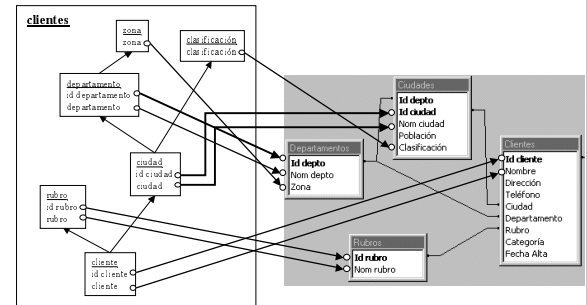 clientes
zona
zona
clasificación
clasificación
departamento
id departamento
departamento
ciudad
id ciudad
ciudad
rubro
id rubro
rubro
cliente
id cliente
cliente
Departamentos
Id depto
Nom depto
Zona
Ciudades
Id depto
Id ciudad
Nom ciudad
Población
Clasificación
Rubros
Id rubro
Nom rubro
Clientes
Id cliente
Nombre
Dirección
Teléfono
Ciudad
Departamento
Rubro
Categoría
Fecha Alta